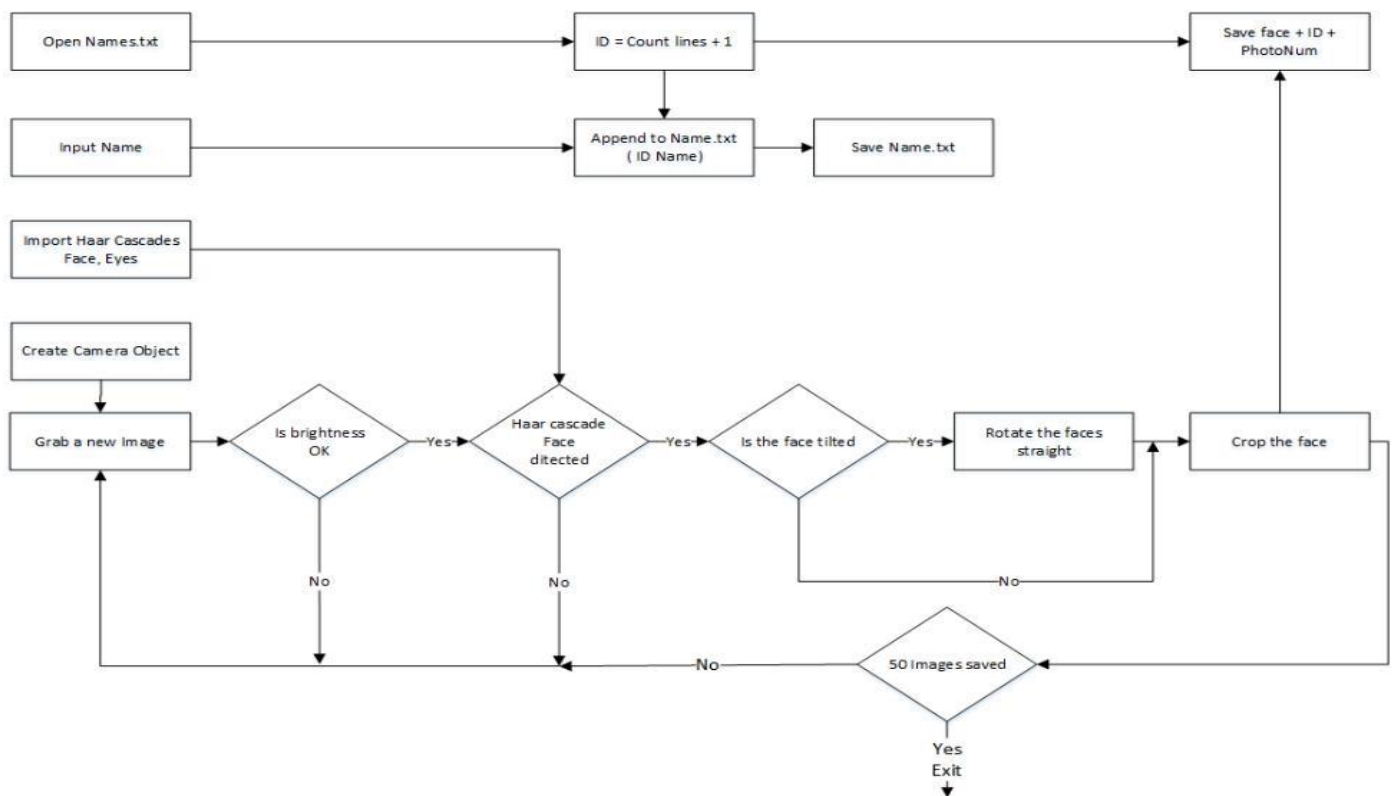 Open Names.txt
ID = Count lines + 1
Save face + ID +
PhotoNum
Input Name
Append to Name.txt
( ID Name)
Save Name.txt
Import Haar Cascades
Face, Eyes
Create Camera Object
Grab a new Image
Is brightness
OK
Yes
Haar cascade
Face
ditected
Yes
Is the face tilted
Yes
Rotate the faces
straight
Crop the face
No
No
No
No
50 Images saved
Yes
Exit